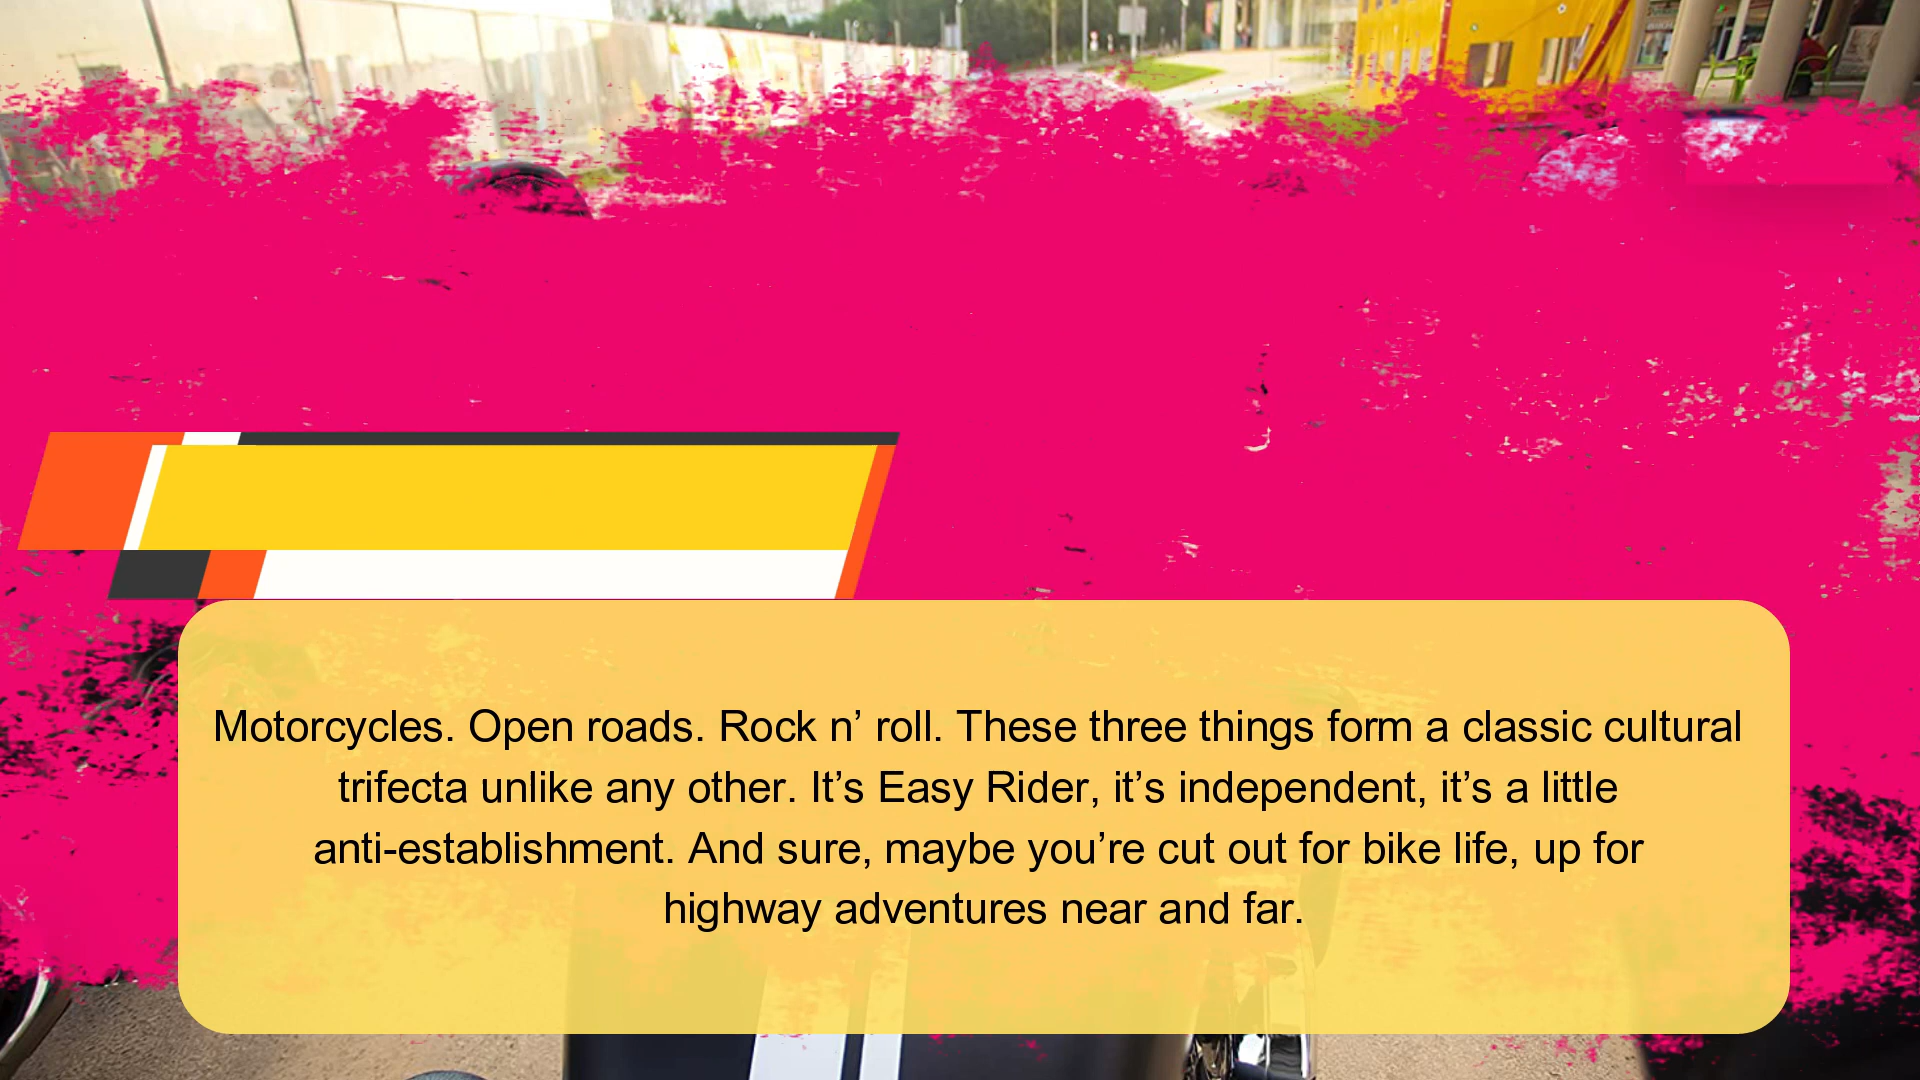 Motorcycles. Open roads. Rock n’ roll. These three things form a classic cultural
trifecta unlike any other. It’s Easy Rider, it’s independent, it’s a little
anti-establishment. And sure, maybe you’re cut out for bike life, up for
highway adventures near and far.